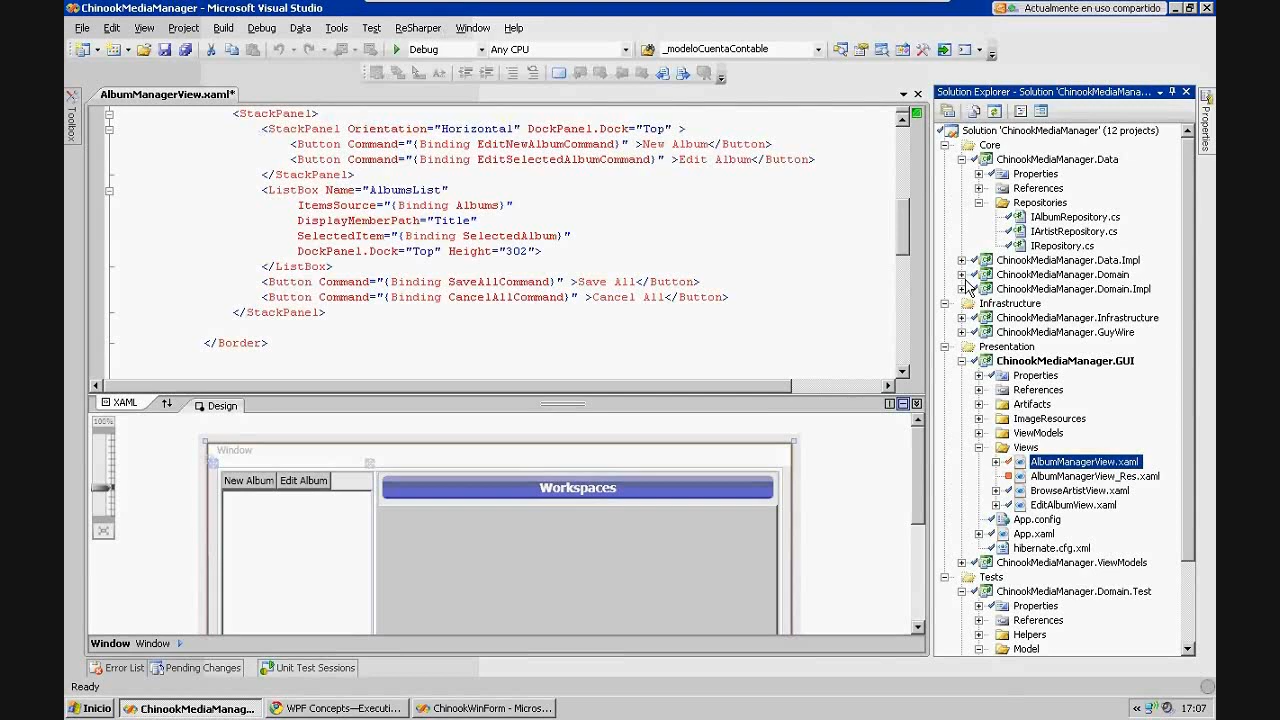 ChinookMediaManager - Microsoft Visual Studio
Actualmente en uso compartido
File Edit View Project Build Debug Data Tools Test ReSharper Window Help
Debug Any CPU _modeloCuentaContable
AlbumManagerView.xaml*
Toolbox
<StackPanel>
<StackPanel Orientation="Horizontal" DockPanel.Dock="Top" >
<Button Command="{Binding EditNewAlbumCommand}" >New Album</Button>
<Button Command="{Binding EditSelectedAlbumCommand}" >Edit Album</Button>
</StackPanel>
<ListBox Name="AlbumsList"
ItemsSource="{Binding Albums}"
DisplayMemberPath="Title"
SelectedItem="{Binding SelectedAlbum}"
DockPanel.Dock="Top" Height="302">
</ListBox>
<Button Command="{Binding SaveAllCommand}" >Save All</Button>
<Button Command="{Binding CancelAllCommand}" >Cancel All</Button>
</StackPanel>
</Border>
XAML Design
100%
Window
New Album Edit Album
Workspaces
Window Window
Solution Explorer - Solution 'ChinookMediaMana...
Properties
Solution 'ChinookMediaManager' (12 projects)
Core
ChinookMediaManager.Data
Properties
References
Repositories
IAlbumRepository.cs
IArtistRepository.cs
IRepository.cs
ChinookMediaManager.Data.Impl
ChinookMediaManager.Domain
ChinookMediaManager.Domain.Impl
Infrastructure
ChinookMediaManager.Infrastructure
ChinookMediaManager.GuyWire
Presentation
ChinookMediaManager.GUI
Properties
References
Artifacts
ImageResources
ViewModels
Views
AlbumManagerView.xaml
AlbumManagerView_Res.xaml
BrowseArtistView.xaml
EditAlbumView.xaml
App.config
App.xaml
hibernate.cfg.xml
ChinookMediaManager.ViewModels
Tests
ChinookMediaManager.Domain.Test
Properties
References
Helpers
Model
Error List Pending Changes Unit Test Sessions
Ready
Inicio ChinookMediaManag... WPF Concepts—Executi... ChinookWinForm - Micros... 17:07